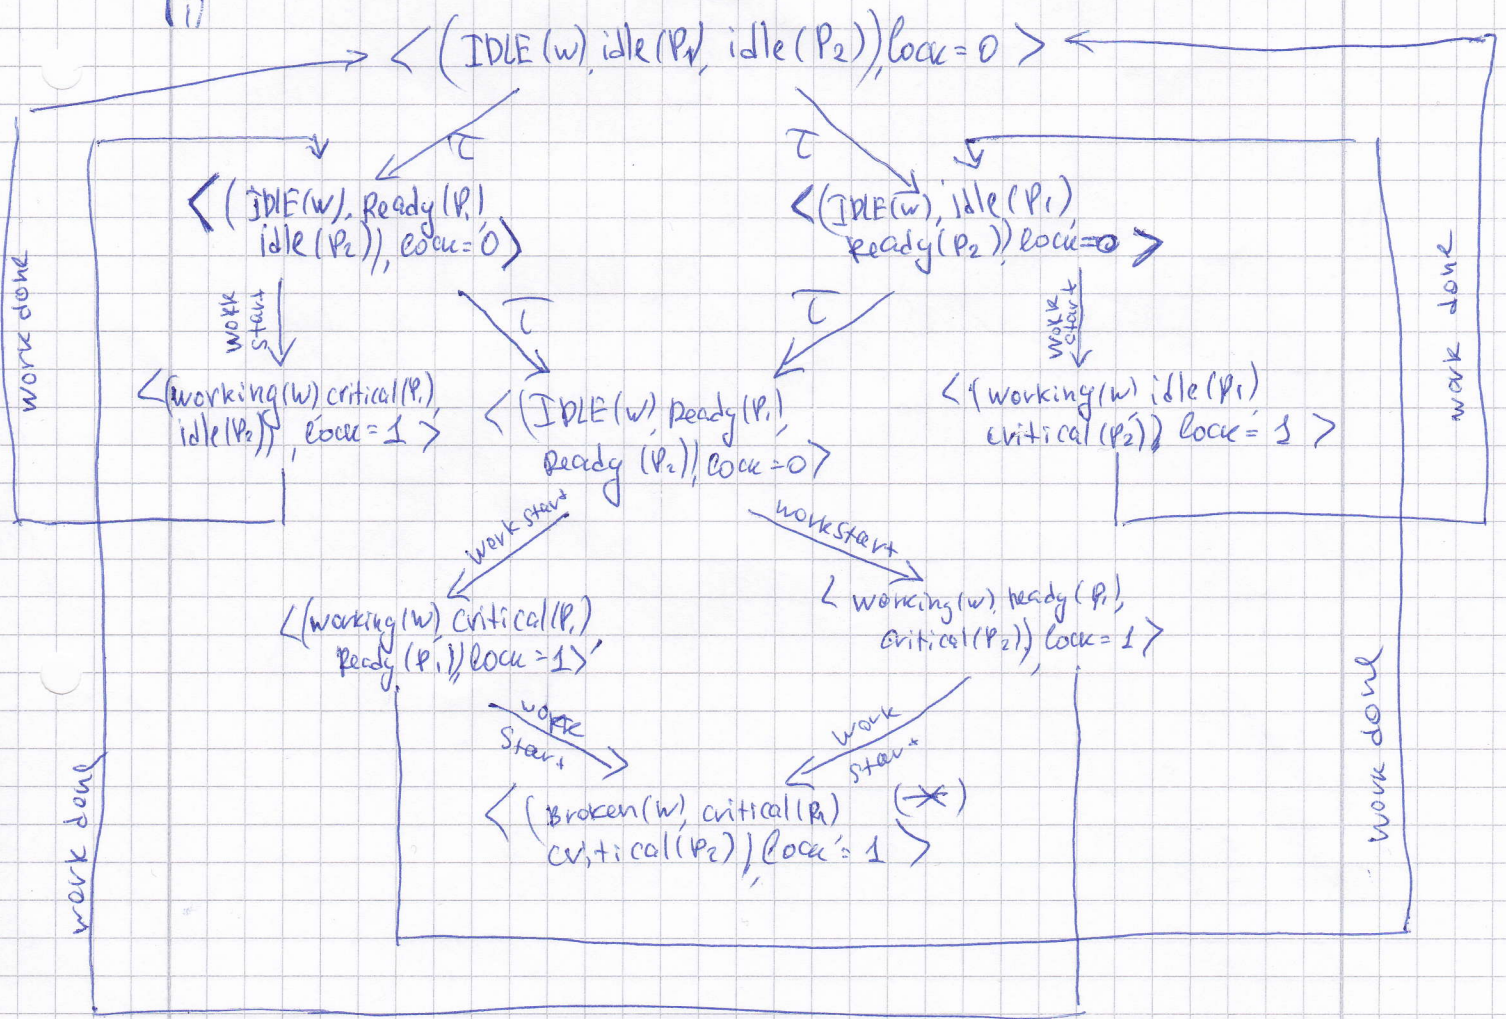 1)
< (IDLE(w), idle(P1), idle(P2)), lock=0 >
τ
τ
<( IDLE(w), Ready(P1),
idle(P2)), lock=0>
<(IDLE(w), idle(P1),
Ready(P2)) lock=0 >
work done
work
start
τ
τ
work
start
work done
<(working(w) critical(P1),
idle(P2)), lock=1 >
<(IDLE(w), Ready(P1),
Ready (P2)), lock=0>
<( working(w) idle(P1)
critical(P2)) lock=1 >
work start
work start
<(working(w) critical(P1)
Ready (P1)), lock=1>
< working(w), ready(P1),
critical(P2)), lock=1>
work
start
work
start
work done
work done
< (Broken(w), critical(P1) (*)
critical(P2)), lock=1 >